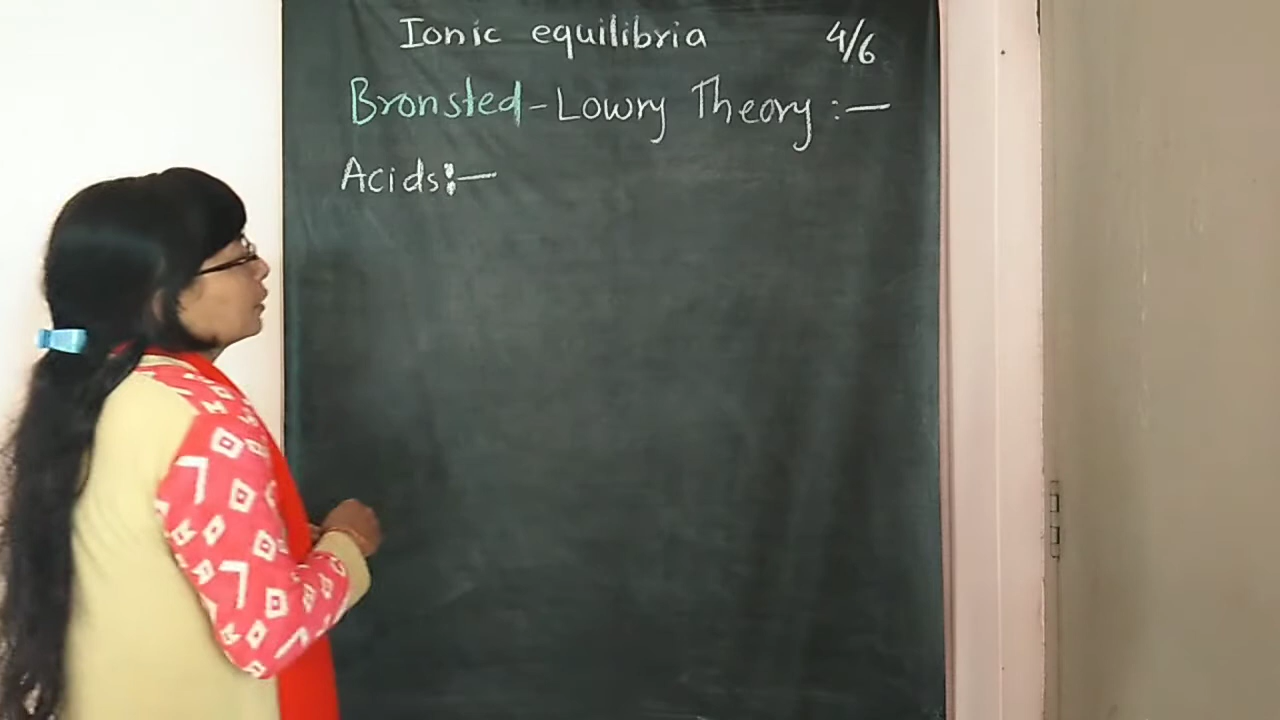 Ionic equilibria 4/6
Bronsted-Lowry Theory :—
Acids:—